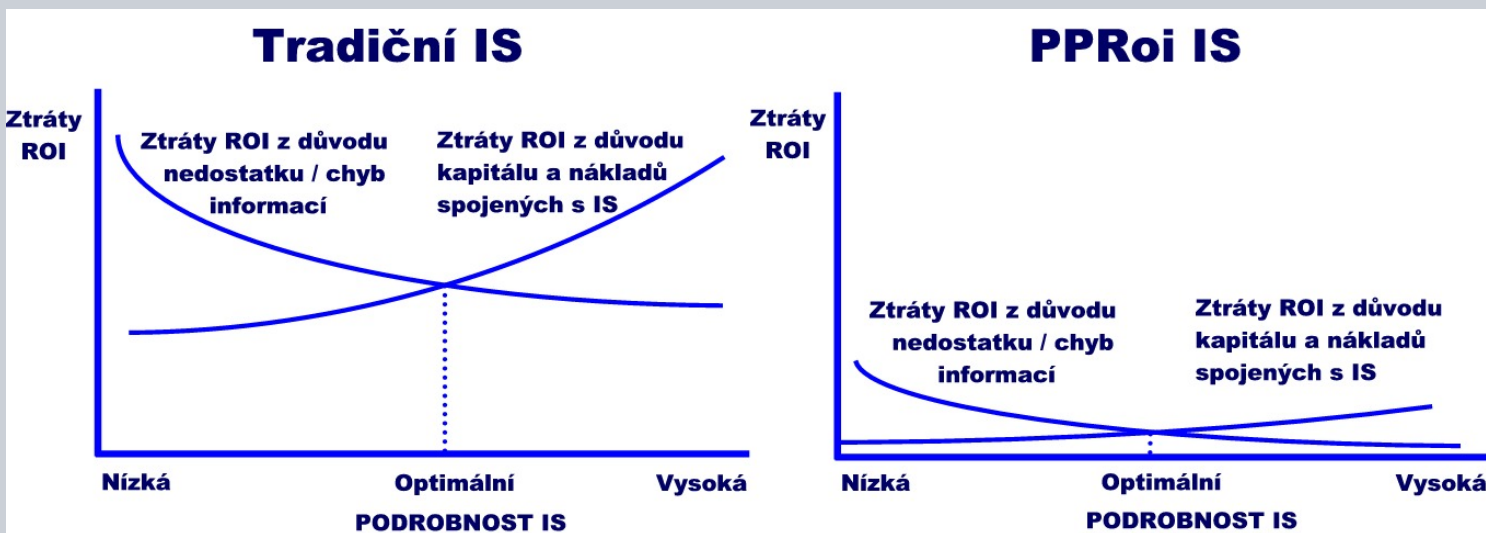 Tradiční IS
Ztráty
ROI
Ztráty ROI z důvodu
nedostatku / chyb
informací
Ztráty ROI z důvodu
kapitálu a nákladů
spojených s IS
Nízká
Optimální
Vysoká
PODROBNOST IS
PPRoi IS
Ztráty
ROI
Ztráty ROI z důvodu
nedostatku / chyb
informací
Ztráty ROI z důvodu
kapitálu a nákladů
spojených s IS
Nízká
Optimální
Vysoká
PODROBNOST IS